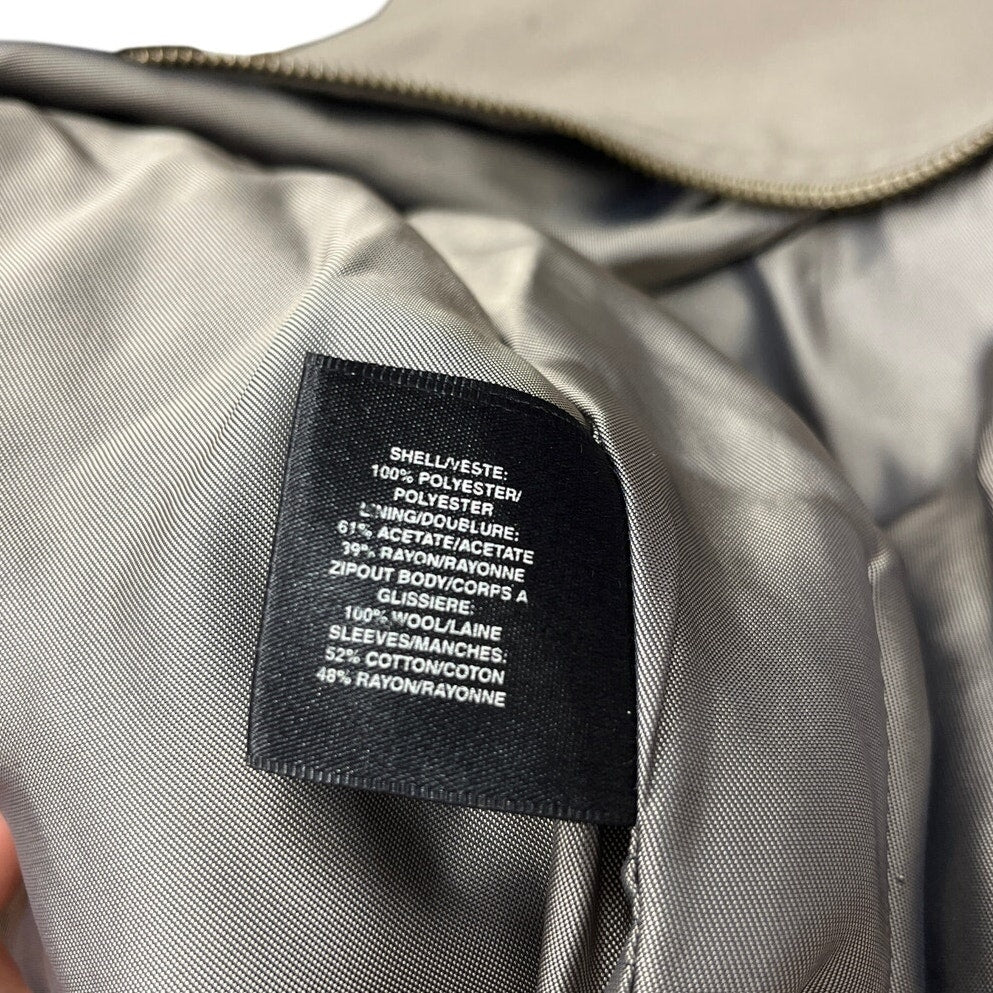 SHELL/VESTE:
100% POLYESTER/
POLYESTER
LINING/DOUBLURE:
61% ACETATE/ACETATE
39% RAYON/RAYONNE
ZIPOUT BODY/CORPS A
GLISSIERE:
100% WOOL/LAINE
SLEEVES/MANCHES:
52% COTTON/COTON
48% RAYON/RAYONNE